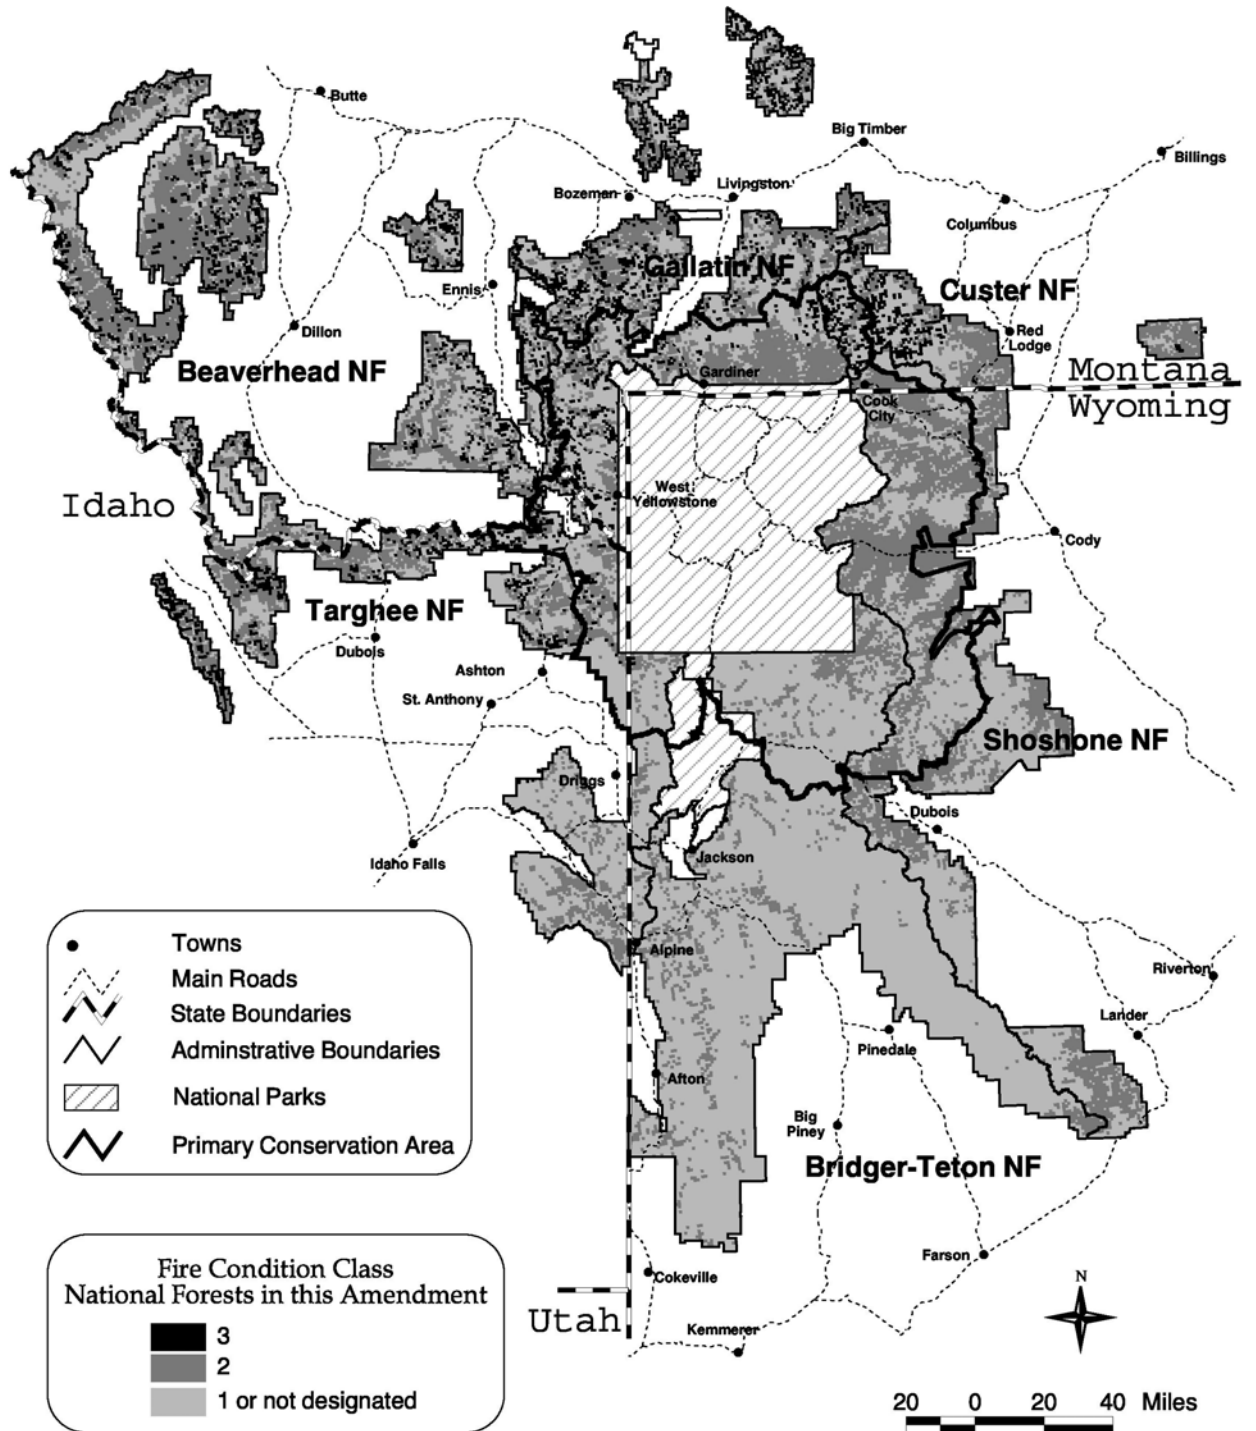 Butte
Big Timber
Billings
Bozeman
Livingston
Columbus
Gallatin NF
Ennis
Custer NF
Dillon
Red
Lodge
Beaverhead NF
Gardiner
Montana
Cook
City
Wyoming
West
Yellowstone
Idaho
Cody
Targhee NF
Dubois
Ashton
St. Anthony
Shoshone NF
Driggs
Dubois
Idaho Falls
Jackson
Alpine
Riverton
Lander
Pinedale
Afton
Big
Piney
Bridger-Teton NF
Farson
Cokeville
Utah
Kemmerer
N
Towns
Main Roads
State Boundaries
Adminstrative Boundaries
National Parks
Primary Conservation Area
Fire Condition Class
National Forests in this Amendment
3
2
1 or not designated
20 0 20 40 Miles